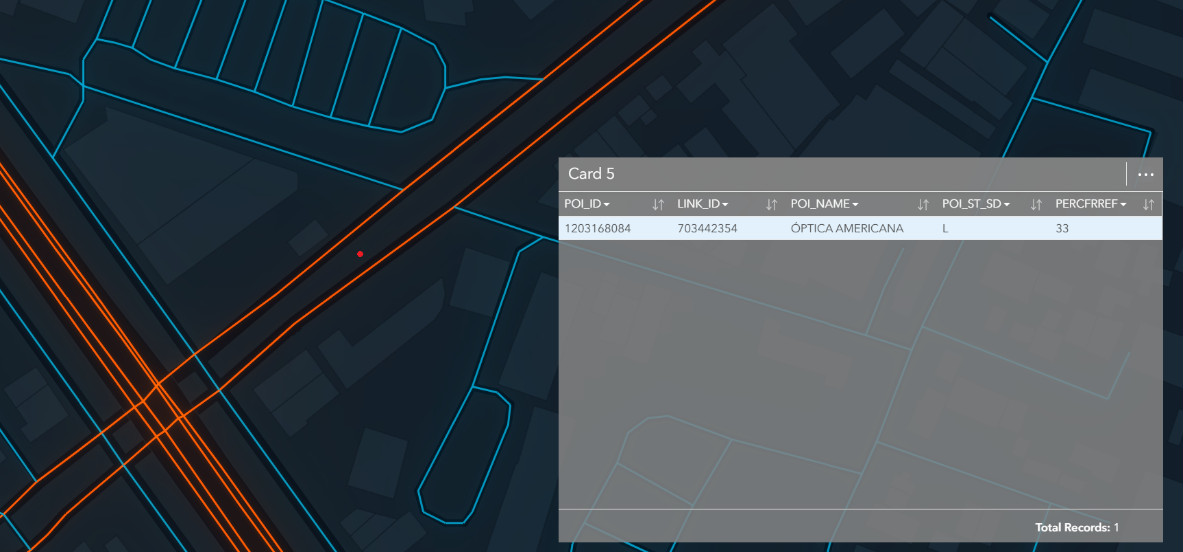 Card 5
POI_ID LINK_ID POI_NAME POI_ST_SD PERCFRREF
1203168084 703442354 ÓPTICA AMERICANA L 33
Total Records: 1